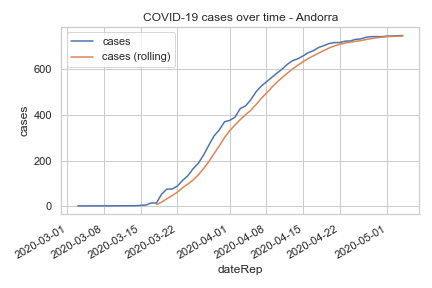 COVID-19 cases over time - Andorra
cases
cases (rolling)
600
400
200
0
cases
2020-03-01
2020-03-08
2020-03-15
2020-03-22
2020-04-01
2020-04-08
2020-04-15
2020-04-22
2020-05-01
dateRep